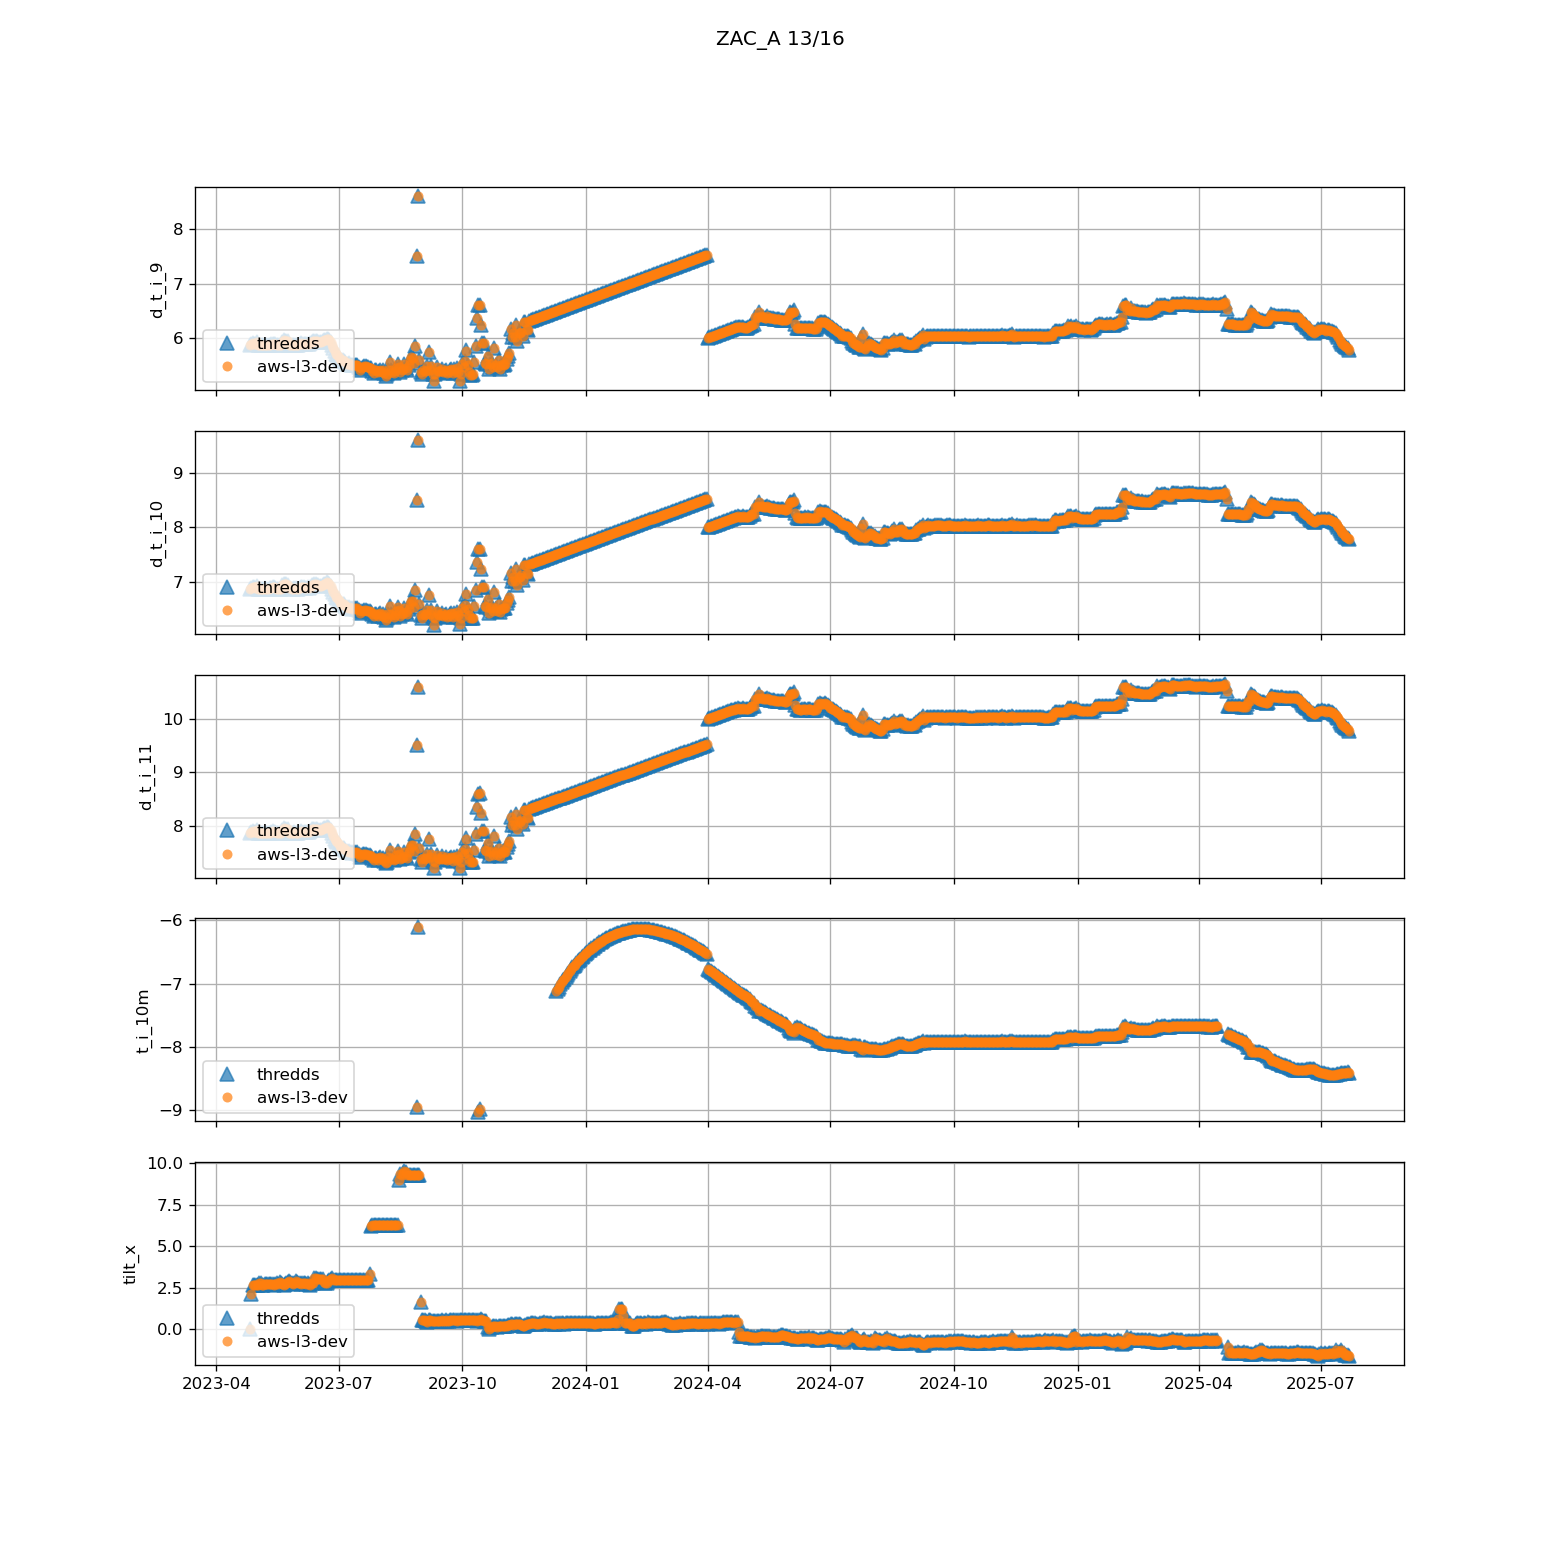 ZAC_A 13/16
8
7
6
d_t_i_9
thredds
aws-l3-dev
9
8
7
d_t_i_10
thredds
aws-l3-dev
10
9
8
d_t_i_11
thredds
aws-l3-dev
−6
−7
−8
−9
t_i_10m
thredds
aws-l3-dev
10.0
7.5
5.0
2.5
0.0
tilt_x
thredds
aws-l3-dev
2023-04 2023-07 2023-10 2024-01 2024-04 2024-07 2024-10 2025-01 2025-04 2025-07